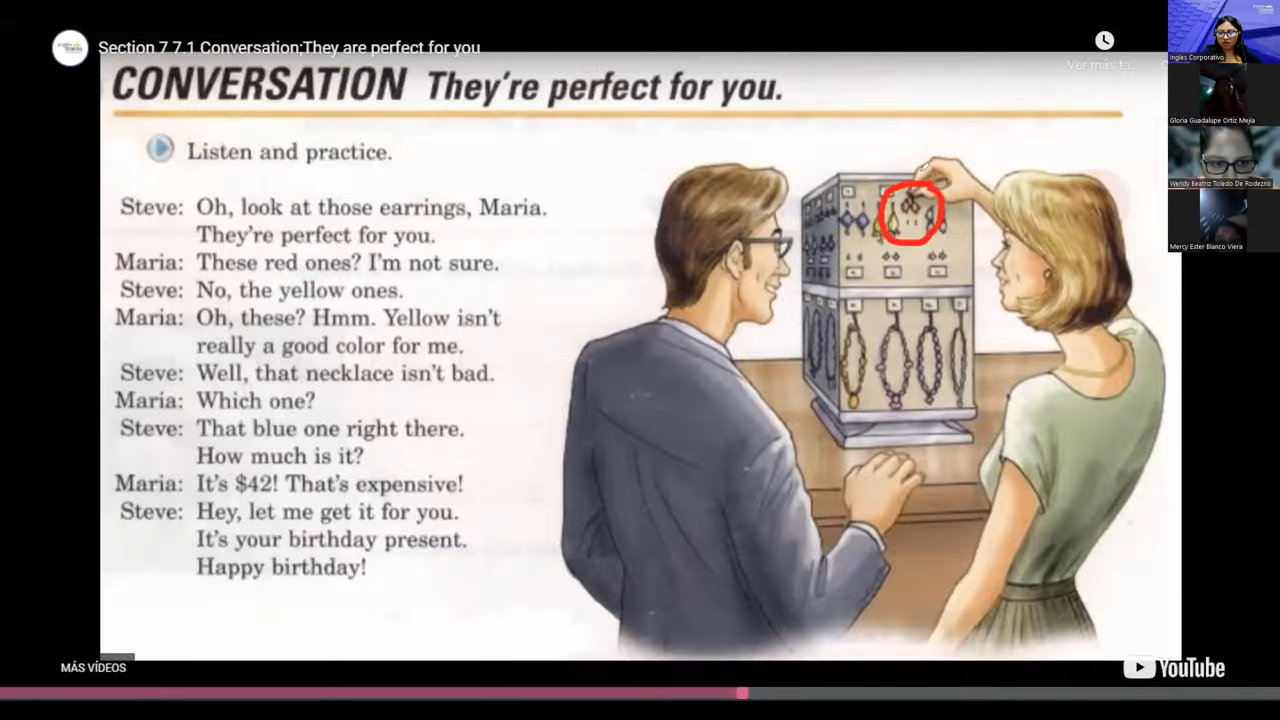 Section 7.7.1 Conversation:They are perfect for you
Ver más ta...
CONVERSATION They're perfect for you.
Listen and practice.
Steve: Oh, look at those earrings, Maria.
They're perfect for you.
Maria: These red ones? I'm not sure.
Steve: No, the yellow ones.
Maria: Oh, these? Hmm. Yellow isn't
really a good color for me.
Steve: Well, that necklace isn't bad.
Maria: Which one?
Steve: That blue one right there.
How much is it?
Maria: It's $42! That's expensive!
Steve: Hey, let me get it for you.
It's your birthday present.
Happy birthday!
MÁS VÍDEOS
YouTube
Ingles Corporativo
Gloria Guadalupe Ortiz Mejía
Wendy Beatriz Toledo De Rodezno
Mercy Ester Blanco Viera